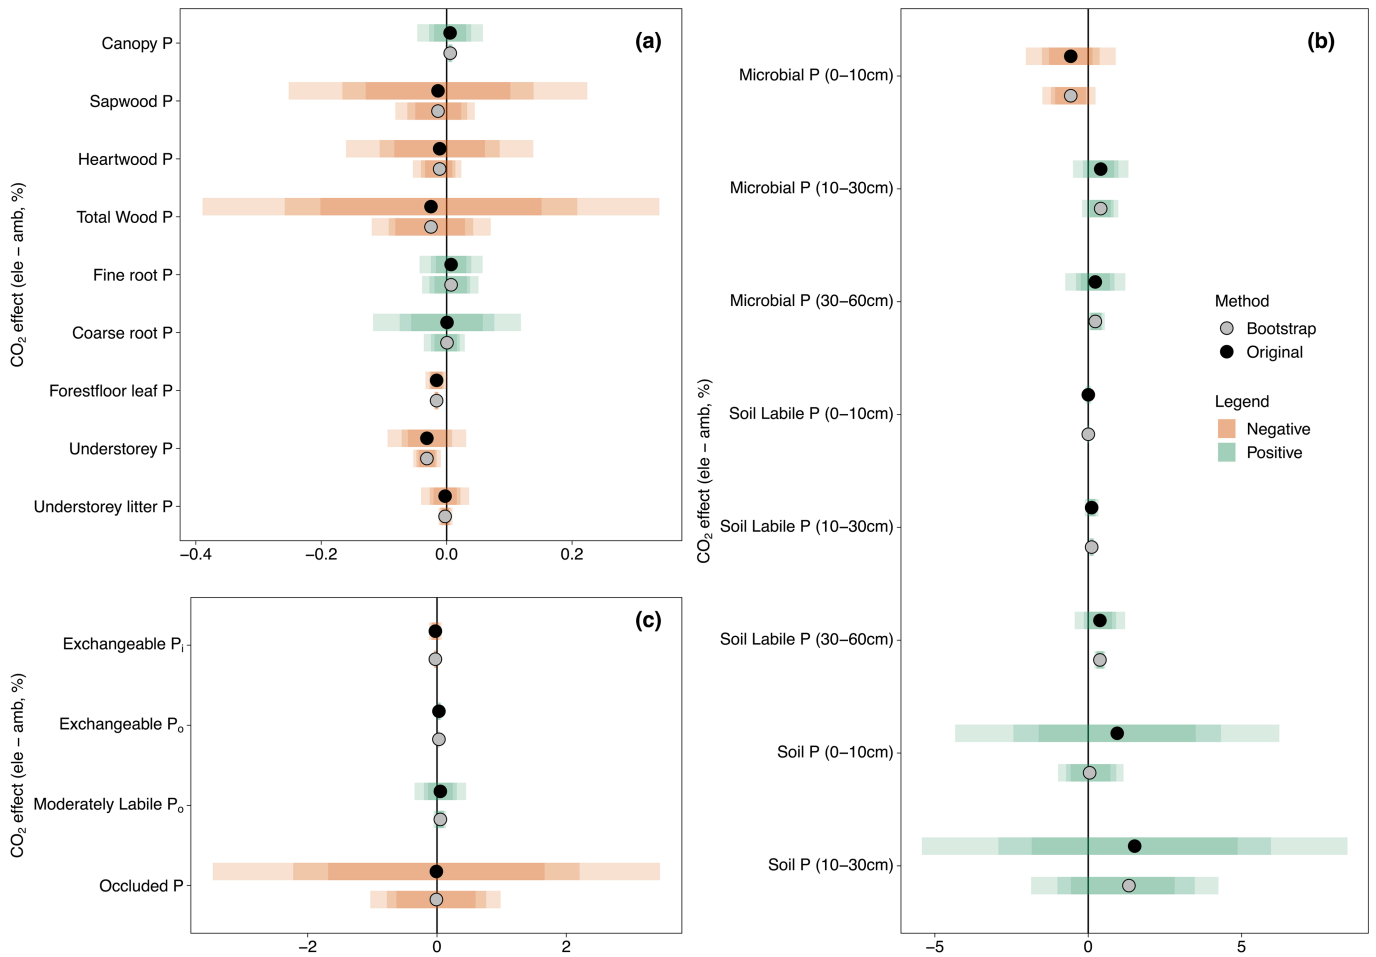 (a)
CO2 effect (ele − amb, %)
Canopy P
Sapwood P
Heartwood P
Total Wood P
Fine root P
Coarse root P
Forestfloor leaf P
Understorey P
Understorey litter P
−0.4 −0.2 0.0 0.2
(b)
CO2 effect (ele − amb, %)
Microbial P (0−10cm)
Microbial P (10−30cm)
Microbial P (30−60cm)
Soil Labile P (0−10cm)
Soil Labile P (10−30cm)
Soil Labile P (30−60cm)
Soil P (0−10cm)
Soil P (10−30cm)
−5 0 5
Method
Bootstrap
Original
Legend
Negative
Positive
(c)
CO2 effect (ele − amb, %)
Exchangeable Pi
Exchangeable Po
Moderately Labile Po
Occluded P
−2 0 2